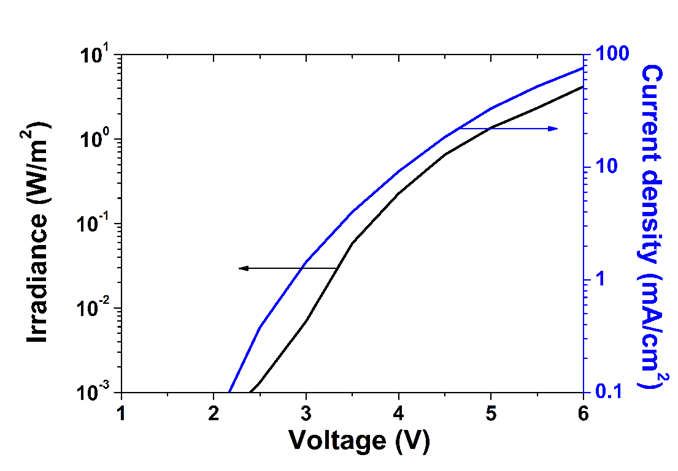 Irradiance (W/m²)
10¹
10⁰
10⁻¹
10⁻²
10⁻³
1 2 3 4 5 6
Voltage (V)
100
10
1
0.1
Current density (mA/cm²)